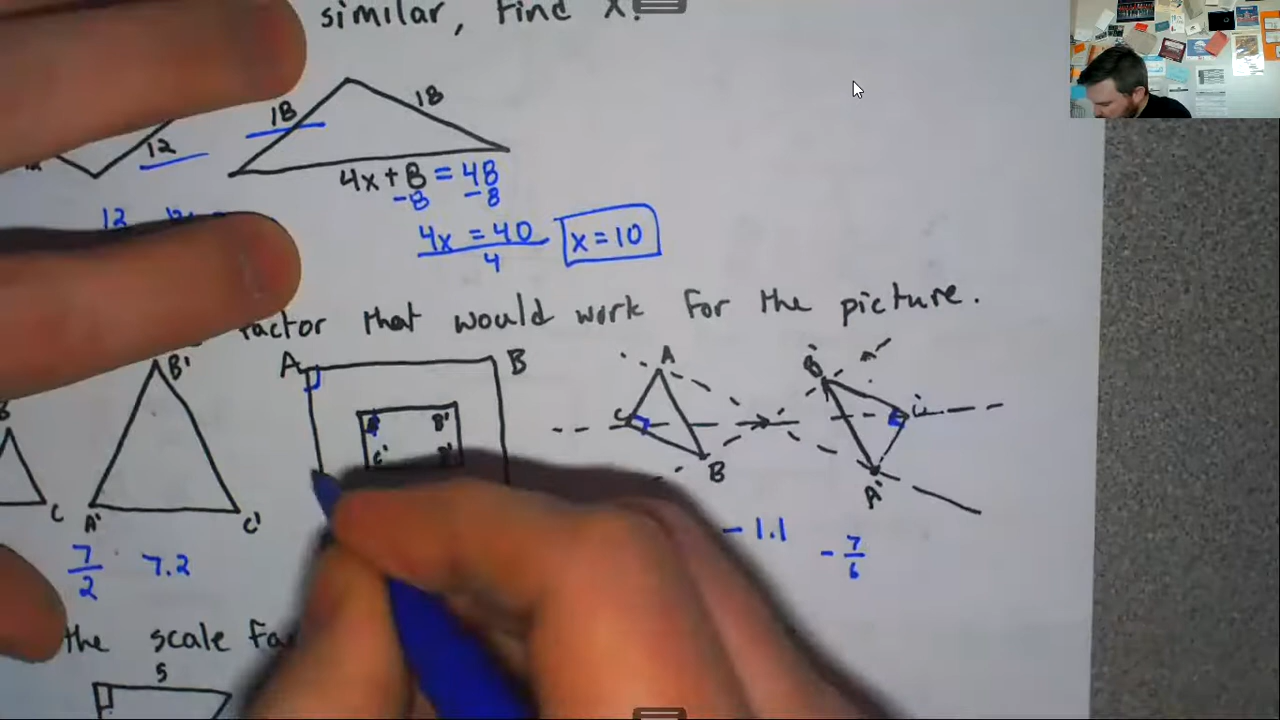 similar, find X.
18 18
12
4x + 8 = 48
-8 -8
12
4x = 40 x = 10
4
factor that would work for the picture.
B' A B A B'
C C'
B' B A'
C'
C A' C'
7/2 7.2 - 1.1 - 7/6
the scale Fa
5